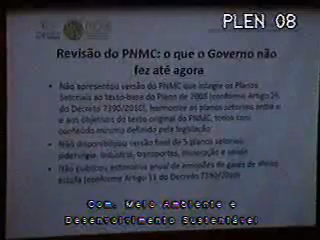 PLEN 08
Revisão do PNMC: o que o Governo não
fez até agora
• Não apresentou versão do PNMC que integre os Planos
Setoriais ao texto-base do Plano de 2008 (conforme Artigo
do Decreto 7390/2010), harmonize os planos setoriais entre
e aos objetivos do texto original do PNMC, todos com
conteúdo mínimo definido pela legislação
• Não disponibilizou versão final de 5 planos setoriais:
siderurgia, indústria, transportes, mineração e saúde
• Não publicou estimativa anual de emissões de gases de efeito
estufa (conforme Artigo 11 do Decreto 7390/2010)
Com. Meio Ambiente e
Desenvolvimento Sustentável